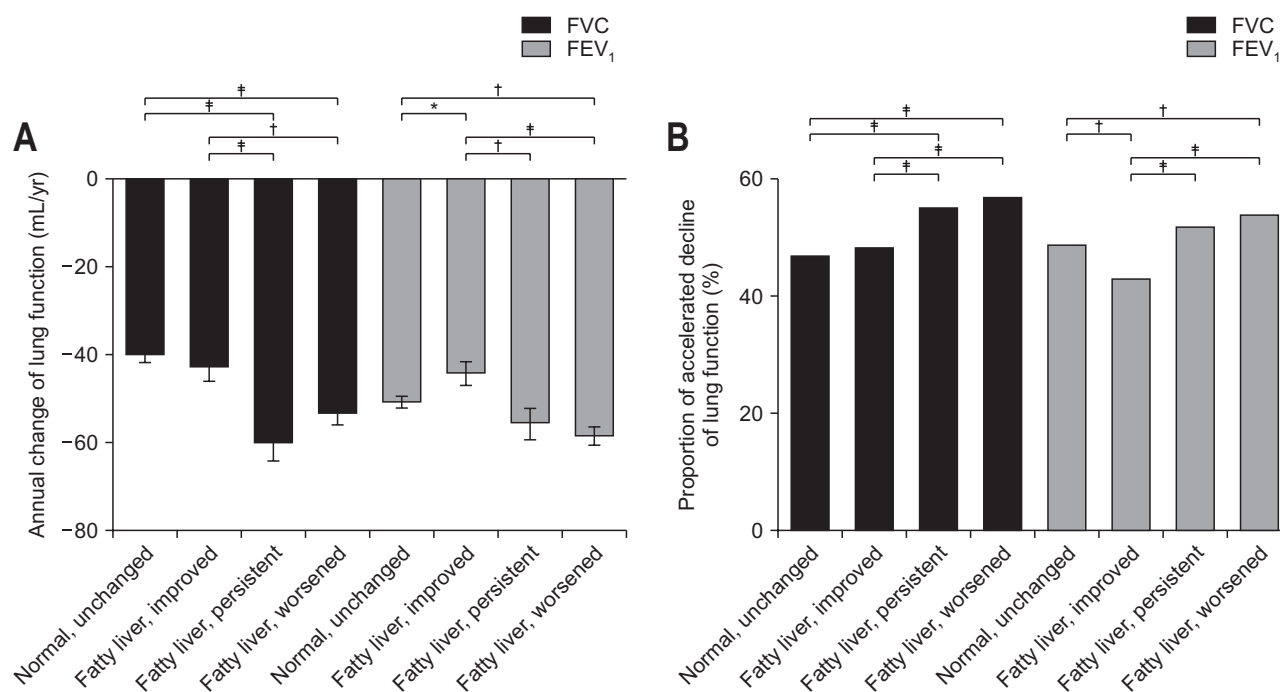 FVC
FEV₁
‡
†
‡
*
†
‡
‡
†
A
0
−20
−40
−60
−80
Annual change of lung function (mL/yr)
Normal, unchanged
Fatty liver, improved
Fatty liver, persistent
Fatty liver, worsened
Normal, unchanged
Fatty liver, improved
Fatty liver, persistent
Fatty liver, worsened
FVC
FEV₁
‡
†
‡
†
‡
‡
‡
‡
B
60
40
20
0
Proportion of accelerated decline
of lung function (%)
Normal, unchanged
Fatty liver, improved
Fatty liver, persistent
Fatty liver, worsened
Normal, unchanged
Fatty liver, improved
Fatty liver, persistent
Fatty liver, worsened